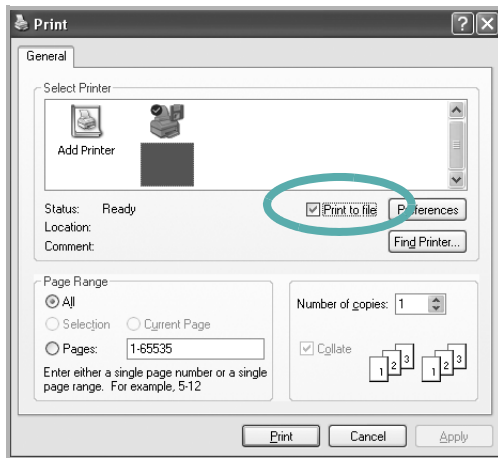 Print
General
Select Printer
Add Printer
Status: Ready
Print to file
Preferences
Location:
Comment:
Find Printer...
Page Range
All
Selection
Current Page
Pages: 1-65535
Enter either a single page number or a single
page range. For example, 5-12
Number of copies: 1
Collate
1 2 3 1 2 3
Print
Cancel
Apply